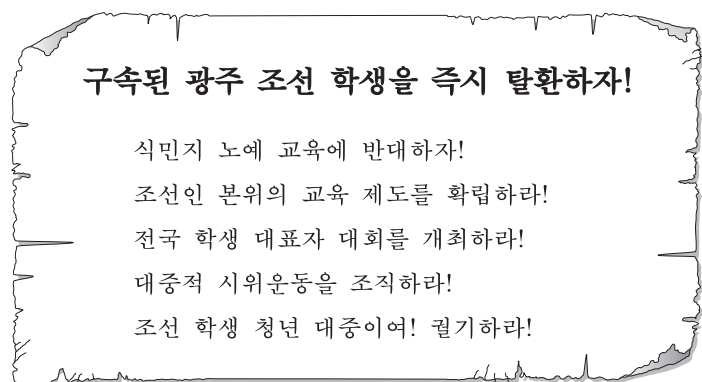 구속된 광주 조선 학생을 즉시 탈환하자!
식민지 노예 교육에 반대하자!
조선인 본위의 교육 제도를 확립하라!
전국 학생 대표자 대회를 개최하라!
대중적 시위운동을 조직하라!
조선 학생 청년 대중이여! 궐기하라!